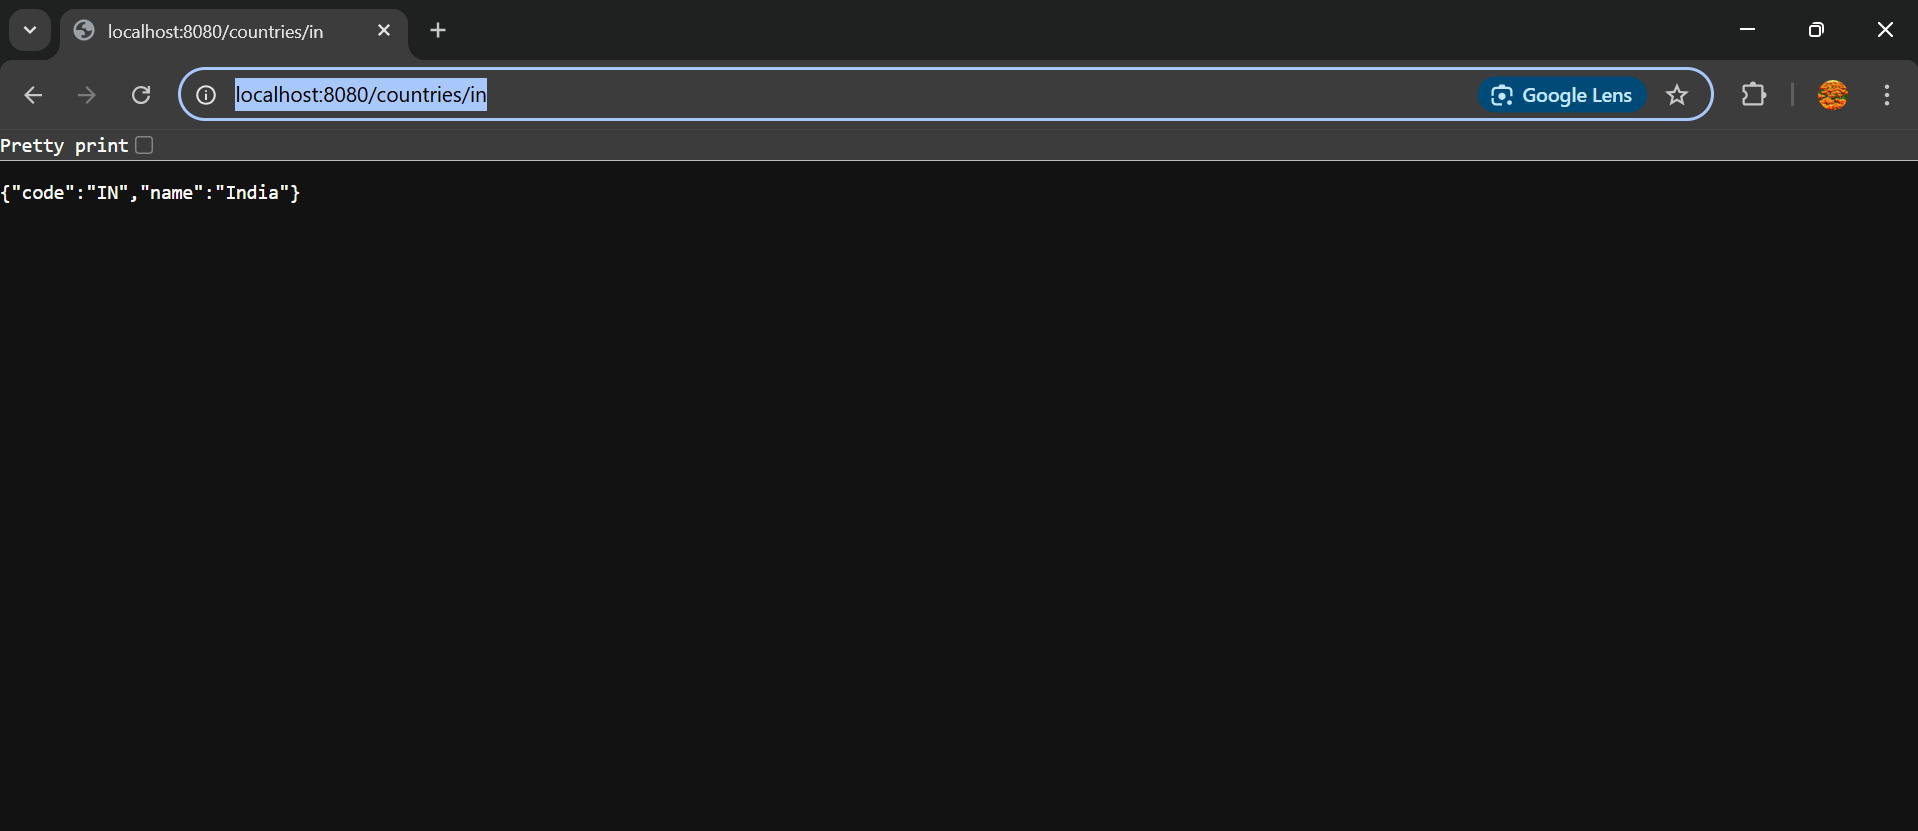 localhost:8080/countries/in
localhost:8080/countries/in
Google Lens
Pretty print
{"code":"IN","name":"India"}